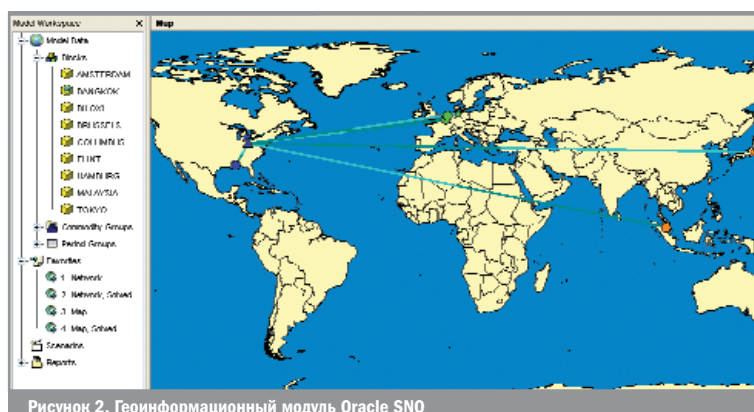 Model Workspace
Map
Model Data
Blocks
AMSTERDAM
BANGKOK
BILOXI
BRUSSELS
COLUMBUS
FLINT
HAMBURG
MALAYSIA
TOKYO
Commodity Groups
Period Groups
Favorites
1. Network
2. Network, Solved
3. Map
4. Map, Solved
Scenarios
Reports
Рисунок 2. Геоинформационный модуль Oracle SNO